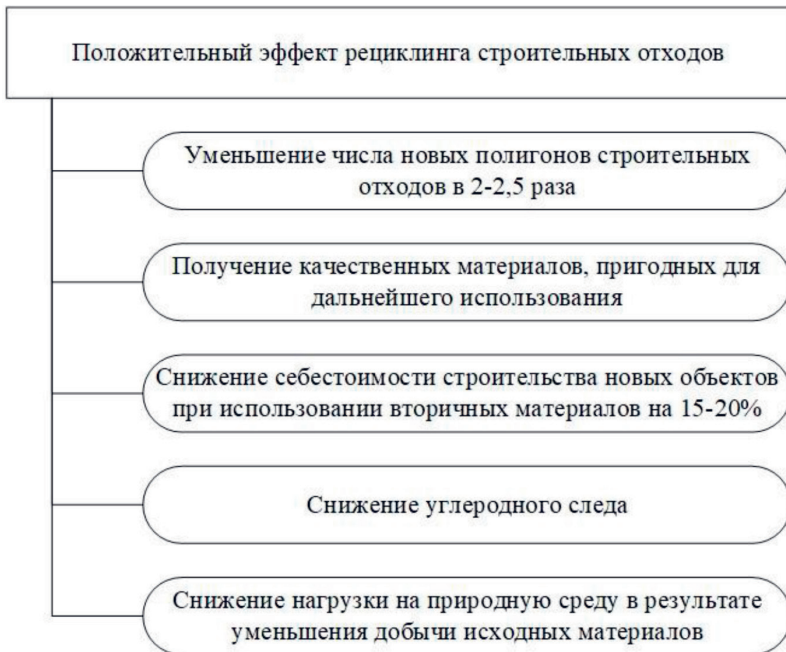 Положительный эффект рециклинга строительных отходов
Уменьшение числа новых полигонов строительных
отходов в 2-2,5 раза
Получение качественных материалов, пригодных для
дальнейшего использования
Снижение себестоимости строительства новых объектов
при использовании вторичных материалов на 15-20%
Снижение углеродного следа
Снижение нагрузки на природную среду в результате
уменьшения добычи исходных материалов